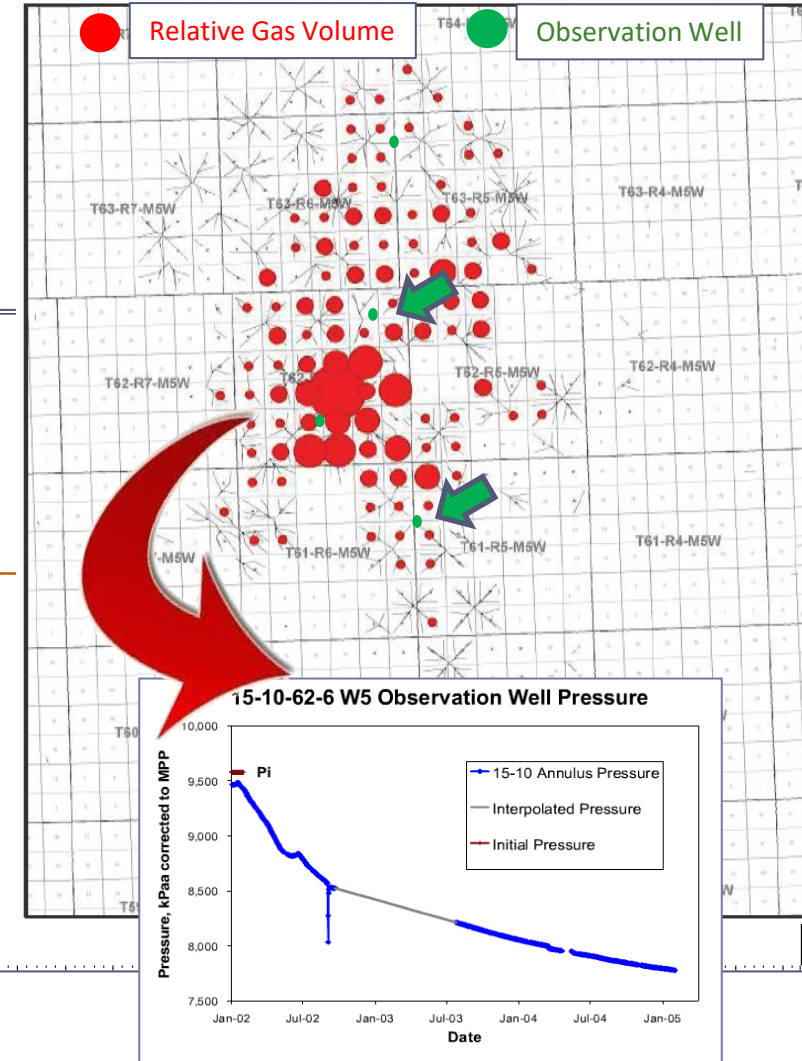 Relative Gas Volume
Observation Well
T63-R7-M5W
T63-R6-M5W
T63-R5-M5W
T63-R4-M5W
T62-R7-M5W
T62-
T62-R5-M5W
T62-R4-M5W
-M5W
T61-R6-M5W
T61-R5-M5W
T61-R4-M5W
T60
15-10-62-6 W5 Observation Well Pressure
Pressure, kPaa corrected to MPP
10,000
9,500
9,000
8,500
8,000
7,500
Pi
15-10 Annulus Pressure
Interpolated Pressure
Initial Pressure
Jan-02
Jul-02
Jan-03
Jul-03
Jan-04
Jul-04
Jan-05
Date